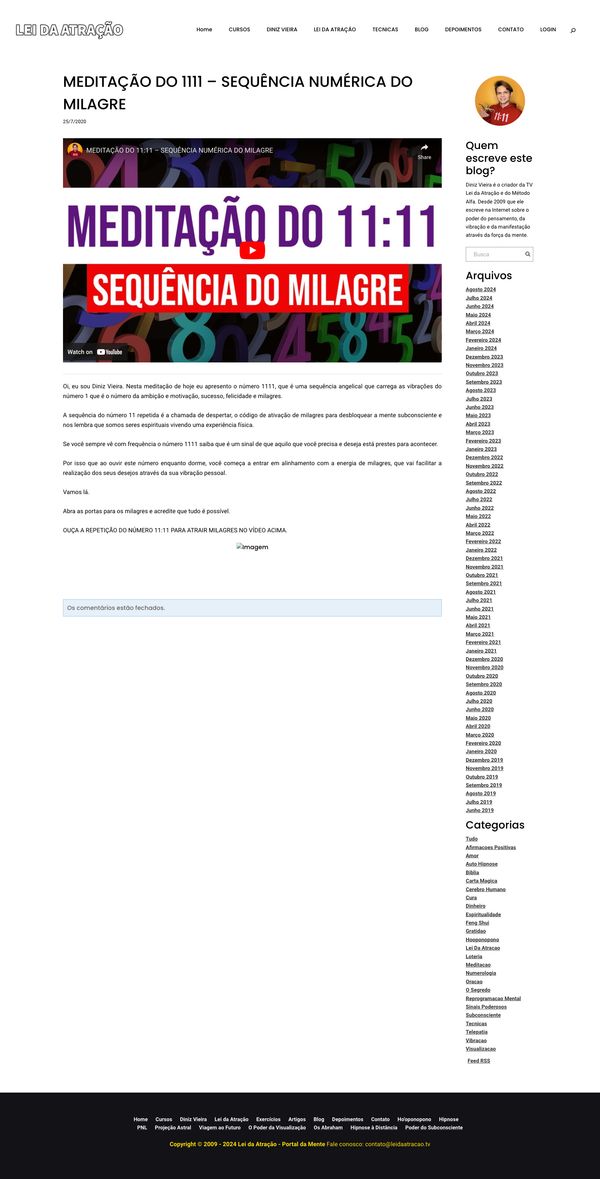 LEI DA ATRAÇÃO
Home CURSOS DINIZ VIEIRA LEI DA ATRAÇÃO TECNICAS BLOG DEPOIMENTOS CONTATO LOGIN
MEDITAÇÃO DO 1111 – SEQUÊNCIA NUMÉRICA DO
MILAGRE
25/7/2020
MEDITAÇÃO DO 11:11 – SEQUÊNCIA NUMÉRICA DO MILAGRE
Share
MEDITAÇÃO DO 11:11
SEQUÊNCIA DO MILAGRE
Watch on YouTube
Oi, eu sou Diniz Vieira. Nesta meditação de hoje eu apresento o número 1111, que é uma sequência angelical que carrega as vibrações do
número 1 que é o número da ambição e motivação, sucesso, felicidade e milagres.
A sequência do número 11 repetida é a chamada de despertar, o código de ativação de milagres para desbloquear a mente subconsciente e
nos lembra que somos seres espirituais vivendo uma experiência física.
Se você sempre vê com frequência o número 1111 saiba que é um sinal de que aquilo que você precisa e deseja está prestes para acontecer.
Por isso que ao ouvir este número enquanto dorme, você começa a entrar em alinhamento com a energia de milagres, que vai facilitar a
realização dos seus desejos através da sua vibração pessoal.
Vamos lá.
Abra as portas para os milagres e acredite que tudo é possível.
OUÇA A REPETIÇÃO DO NÚMERO 11:11 PARA ATRAIR MILAGRES NO VÍDEO ACIMA.
Imagem
Os comentários estão fechados.
11:11
Quem
escreve este
blog?
Diniz Vieira é o criador da TV
Lei da Atração e do Método
Alfa. Desde 2009 que ele
escreve na Internet sobre o
poder do pensamento, da
vibração e da manifestação
através da força da mente.
Busca
Arquivos
Agosto 2024
Julho 2024
Junho 2024
Maio 2024
Abril 2024
Março 2024
Fevereiro 2024
Janeiro 2024
Dezembro 2023
Novembro 2023
Outubro 2023
Setembro 2023
Agosto 2023
Julho 2023
Junho 2023
Maio 2023
Abril 2023
Março 2023
Fevereiro 2023
Janeiro 2023
Dezembro 2022
Novembro 2022
Outubro 2022
Setembro 2022
Agosto 2022
Julho 2022
Junho 2022
Maio 2022
Abril 2022
Março 2022
Fevereiro 2022
Janeiro 2022
Dezembro 2021
Novembro 2021
Outubro 2021
Setembro 2021
Agosto 2021
Julho 2021
Junho 2021
Maio 2021
Abril 2021
Março 2021
Fevereiro 2021
Janeiro 2021
Dezembro 2020
Novembro 2020
Outubro 2020
Setembro 2020
Agosto 2020
Julho 2020
Junho 2020
Maio 2020
Abril 2020
Março 2020
Fevereiro 2020
Janeiro 2020
Dezembro 2019
Novembro 2019
Outubro 2019
Setembro 2019
Agosto 2019
Julho 2019
Junho 2019
Categorias
Tudo
Afirmacoes Positivas
Amor
Auto Hipnose
Bíblia
Carta Magica
Cerebro Humano
Cura
Dinheiro
Espiritualidade
Feng Shui
Gratidao
Hooponopono
Lei Da Atracao
Loteria
Meditacao
Numerologia
Oracao
O Segredo
Reprogramacao Mental
Sinais Poderosos
Subconsciente
Tecnicas
Telepatia
Vibracao
Visualizacao
Feed RSS
Home Cursos Diniz Vieira Lei da Atração Exercícios Artigos Blog Depoimentos Contato Ho'oponopono Hipnose
PNL Projeção Astral Viagem ao Futuro O Poder da Visualização Os Abraham Hipnose à Distância Poder do Subconsciente
Copyright © 2009 - 2024 Lei da Atração - Portal da Mente Fale conosco: contato@leidaatracao.tv